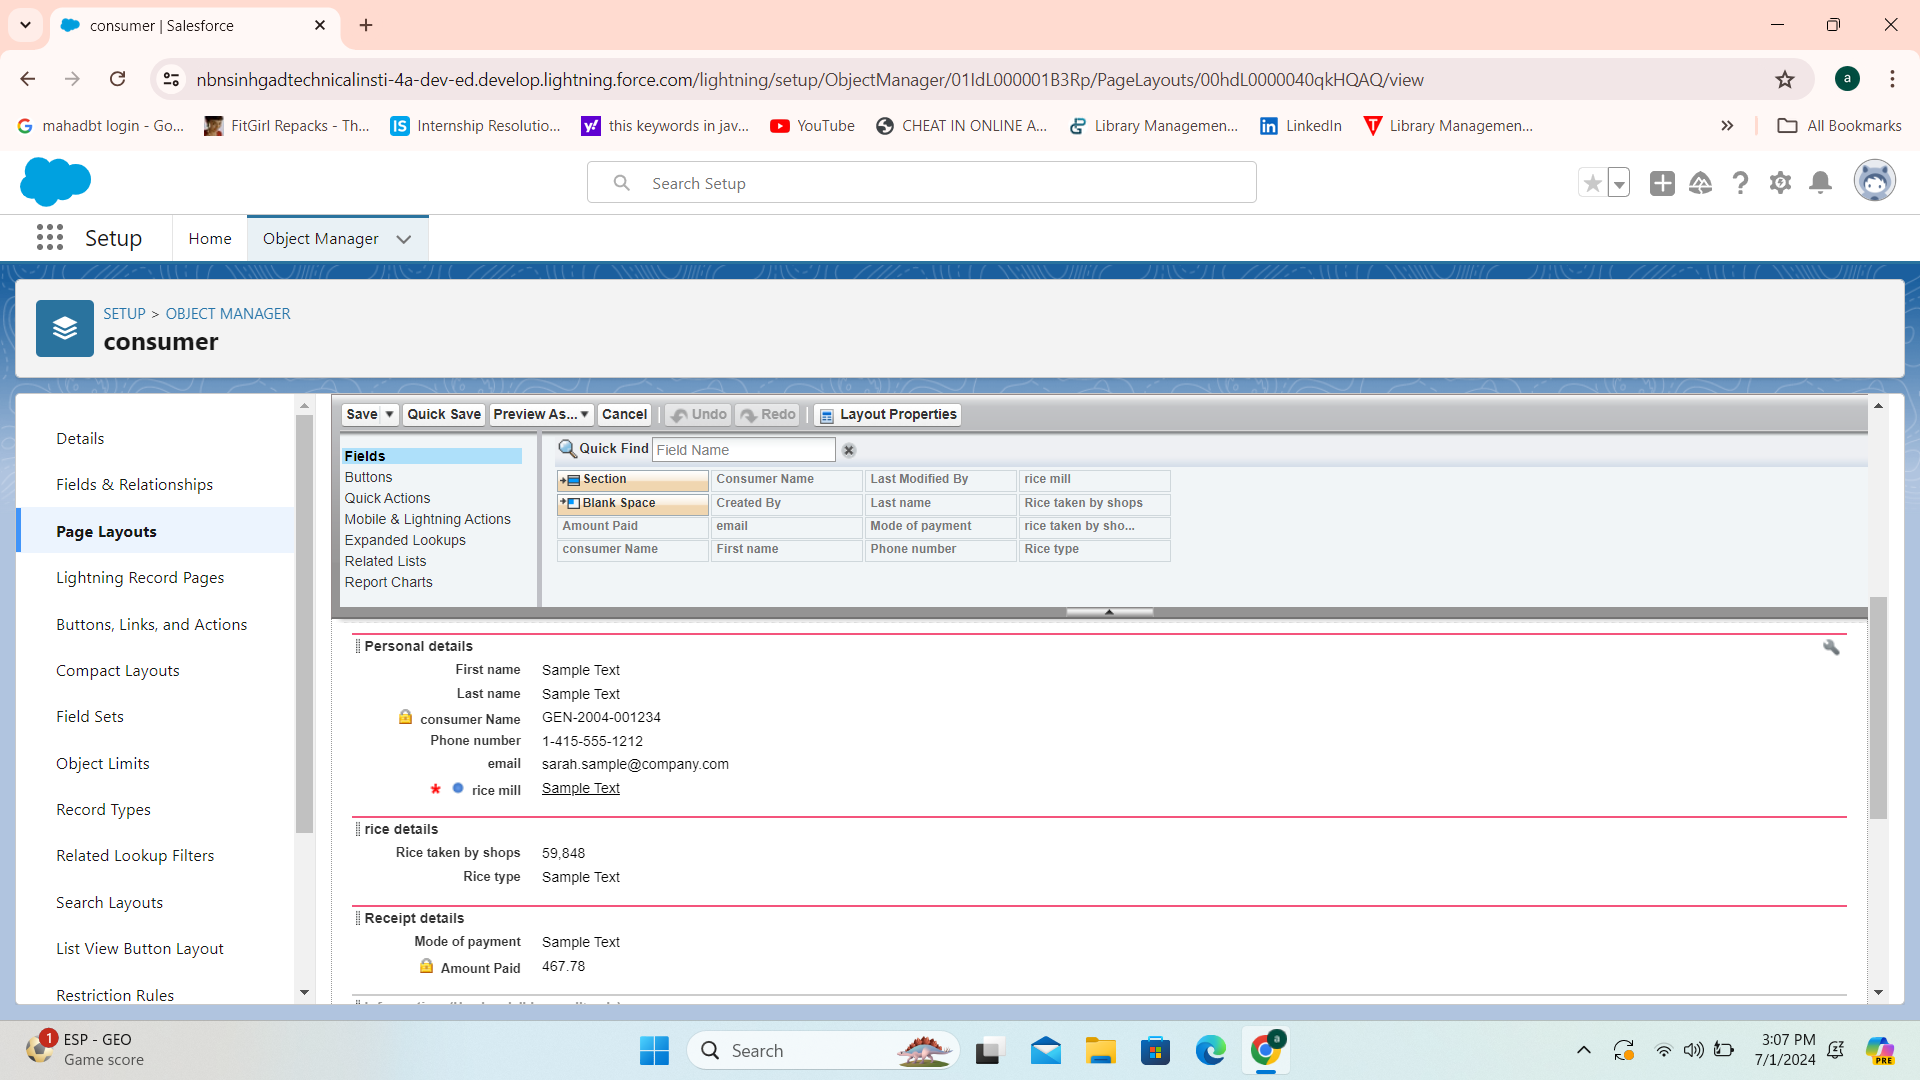 consumer | Salesforce
nbnsinhgadtechnicalinsti-4a-dev-ed.develop.lightning.force.com/lightning/setup/ObjectManager/01IdL000001B3Rp/PageLayouts/00hdL0000040qkHQAQ/view
a
mahadbt login - Go... FitGirl Repacks - Th... Internship Resolutio... this keywords in jav... YouTube CHEAT IN ONLINE A... Library Managemen... LinkedIn Library Managemen... » All Bookmarks
Search Setup
Setup Home Object Manager
SETUP > OBJECT MANAGER
consumer
Details
Fields & Relationships
Page Layouts
Lightning Record Pages
Buttons, Links, and Actions
Compact Layouts
Field Sets
Object Limits
Record Types
Related Lookup Filters
Search Layouts
List View Button Layout
Restriction Rules
Save Quick Save Preview As... Cancel Undo Redo Layout Properties
Fields
Buttons
Quick Actions
Mobile & Lightning Actions
Expanded Lookups
Related Lists
Report Charts
Quick Find Field Name
Section Consumer Name Last Modified By rice mill
Blank Space Created By Last name Rice taken by shops
Amount Paid email Mode of payment rice taken by sho...
consumer Name First name Phone number Rice type
Personal details
First name Sample Text
Last name Sample Text
consumer Name GEN-2004-001234
Phone number 1-415-555-1212
email sarah.sample@company.com
* rice mill Sample Text
rice details
Rice taken by shops 59,848
Rice type Sample Text
Receipt details
Mode of payment Sample Text
Amount Paid 467.78
1 ESP - GEO
Game score
Search
a
3:07 PM
7/1/2024
PRE